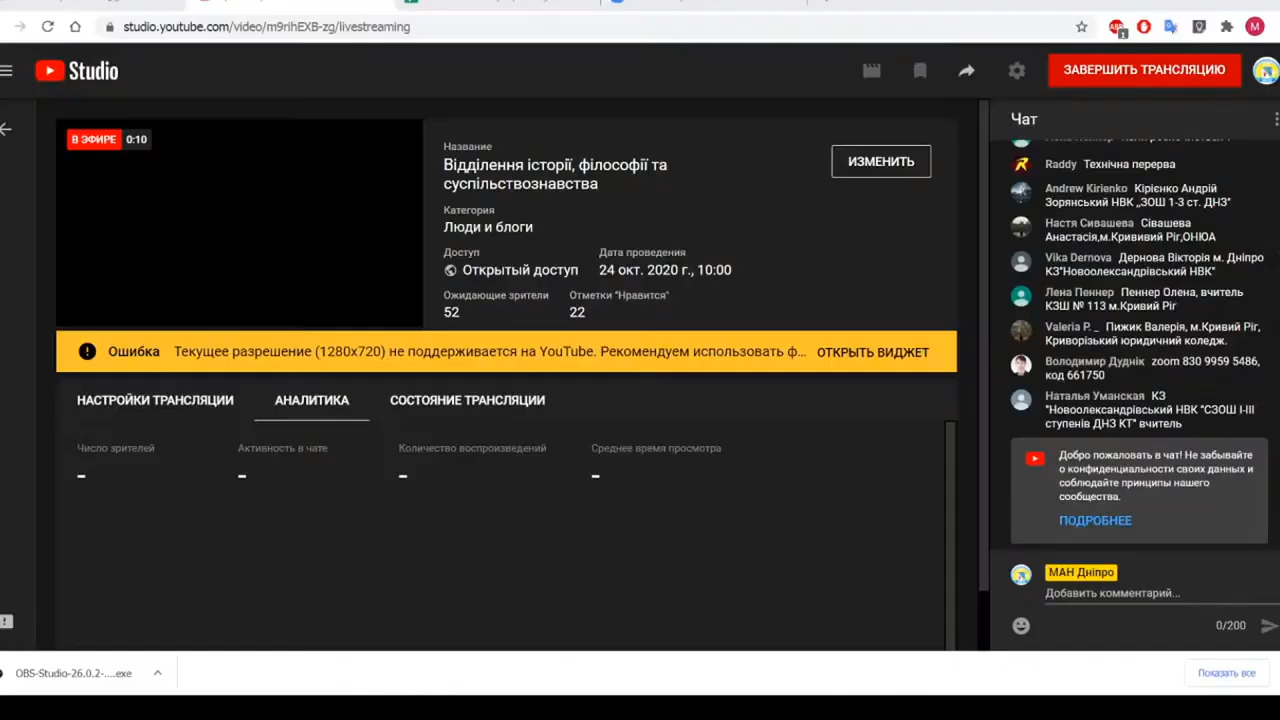 studio.youtube.com/video/m9rihEXB-zg/livestreaming
ABP
1
M
Studio
ЗАВЕРШИТЬ ТРАНСЛЯЦИЮ
В ЭФИРЕ 0:10
Название
Відділення історії, філософії та
суспільствознавства
ИЗМЕНИТЬ
Категория
Люди и блоги
Доступ
Открытый доступ
Дата проведения
24 окт. 2020 г., 10:00
Ожидающие зрители
52
Отметки "Нравится"
22
Ошибка Текущее разрешение (1280x720) не поддерживается на YouTube. Рекомендуем использовать ф... ОТКРЫТЬ ВИДЖЕТ
НАСТРОЙКИ ТРАНСЛЯЦИИ АНАЛИТИКА СОСТОЯНИЕ ТРАНСЛЯЦИИ
Число зрителей Активность в чате Количество воспроизведений Среднее время просмотра
– – – –
Чат
Raddy Технічна перерва
Andrew Kirienko Кірієнко Андрій
Зорянський НВК ,,ЗОШ 1-3 ст. ДНЗ"
Настя Сивашева Сівашева
Анастасія,м.Крививий Ріг,ОНЮА
Vika Dernova Дернова Вікторія м. Дніпро
КЗ"Новоолександрівський НВК"
Лена Пеннер Пеннер Олена, вчитель
КЗШ № 113 м.Кривий Ріг
Valeria P. _ Пижик Валерія, м.Кривий Ріг,
Криворізький юридичний коледж.
Володимир Дуднік zoom 830 9959 5486,
код 661750
Наталья Уманская КЗ
"Новоолександрівський НВК "СЗОШ І-ІІІ
ступенів ДНЗ КТ" вчитель
Добро пожаловать в чат! Не забывайте
о конфиденциальности своих данных и
соблюдайте принципы нашего
сообщества.
ПОДРОБНЕЕ
МАН Дніпро
Добавить комментарий...
0/200
OBS-Studio-26.0.2-....exe
Показать все